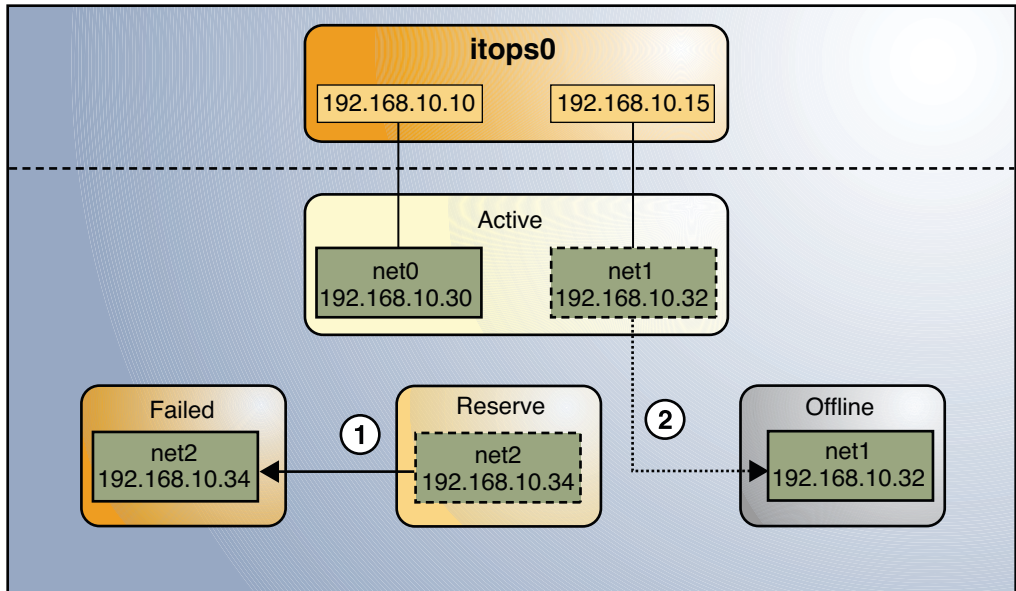 itops0
192.168.10.10
192.168.10.15
Active
net0
192.168.10.30
net1
192.168.10.32
Failed
net2
192.168.10.34
1
Reserve
net2
192.168.10.34
2
Offline
net1
192.168.10.32